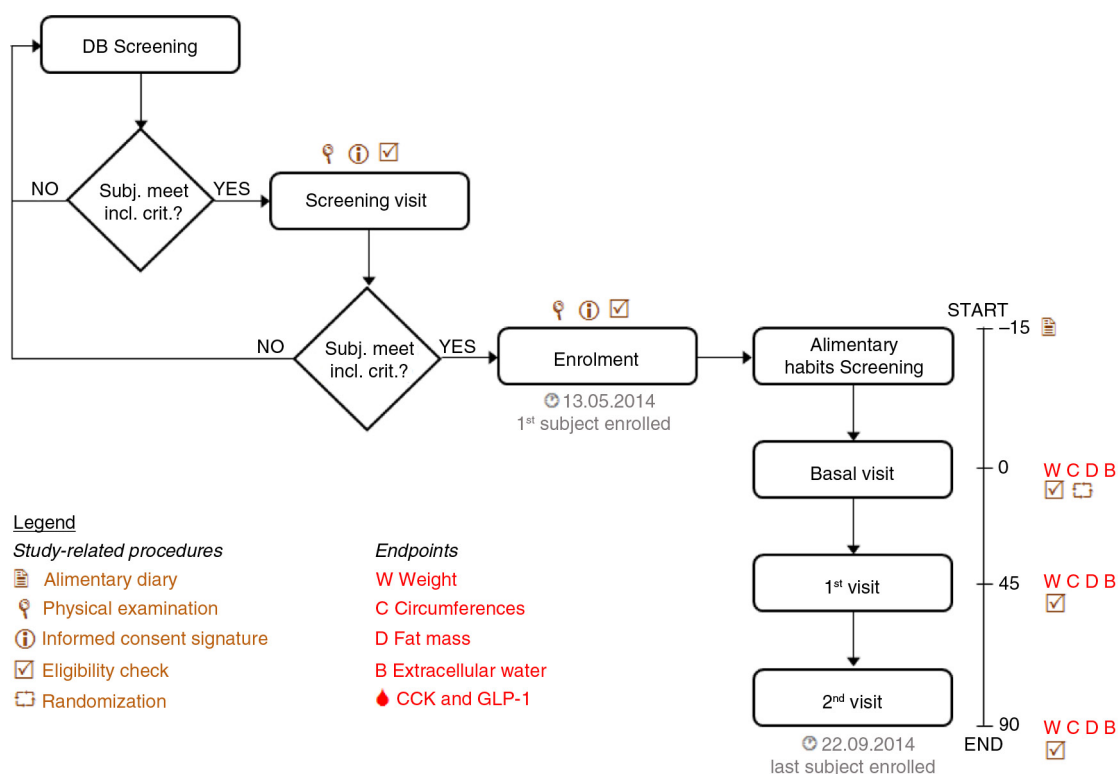 DB Screening
NO
Subj. meet
incl. crit.?
YES
Screening visit
NO
Subj. meet
incl. crit.?
YES
Enrolment
13.05.2014
1st subject enrolled
Alimentary
habits Screening
START
–15
Basal visit
0
W C D B
1st visit
45
W C D B
2nd visit
90
W C D B
END
22.09.2014
last subject enrolled
Legend
Study-related procedures
Alimentary diary
Physical examination
Informed consent signature
Eligibility check
Randomization
Endpoints
W Weight
C Circumferences
D Fat mass
B Extracellular water
CCK and GLP-1